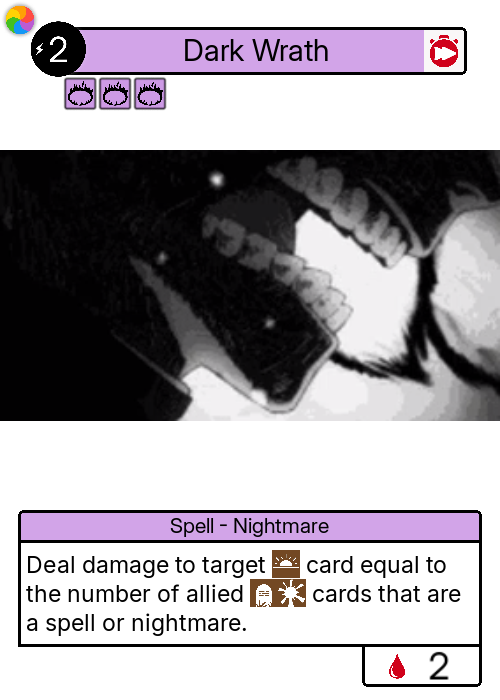 2
Dark Wrath
Spell - Nightmare
Deal damage to target card equal to
the number of allied cards that are
a spell or nightmare.
2